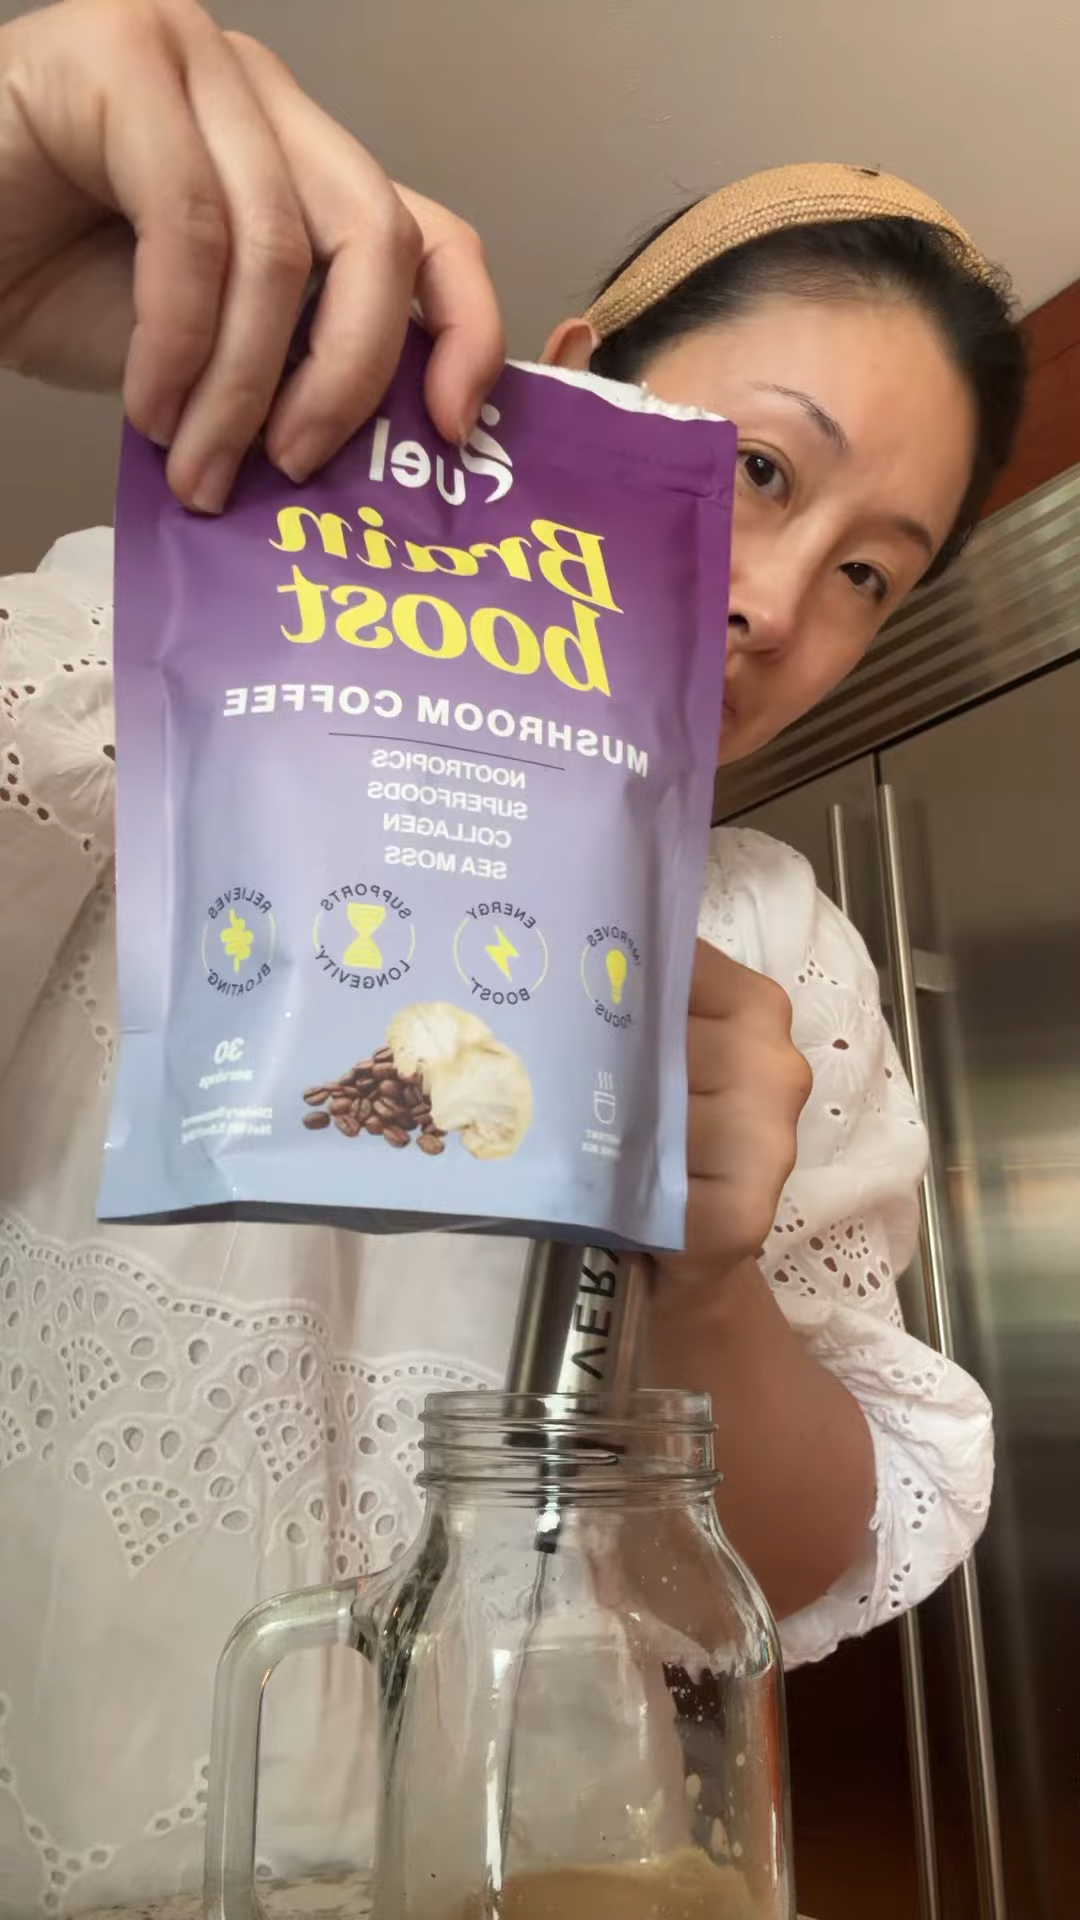 Fuel
Brain
boost
MUSHROOM COFFEE
NOOTROPICS
SUPERFOODS
COLLAGEN
SEA MOSS
IMPROVES FOCUS*
ENERGY BOOST*
SUPPORTS LONGEVITY*
RELIEVES BLOATING*
30
servings